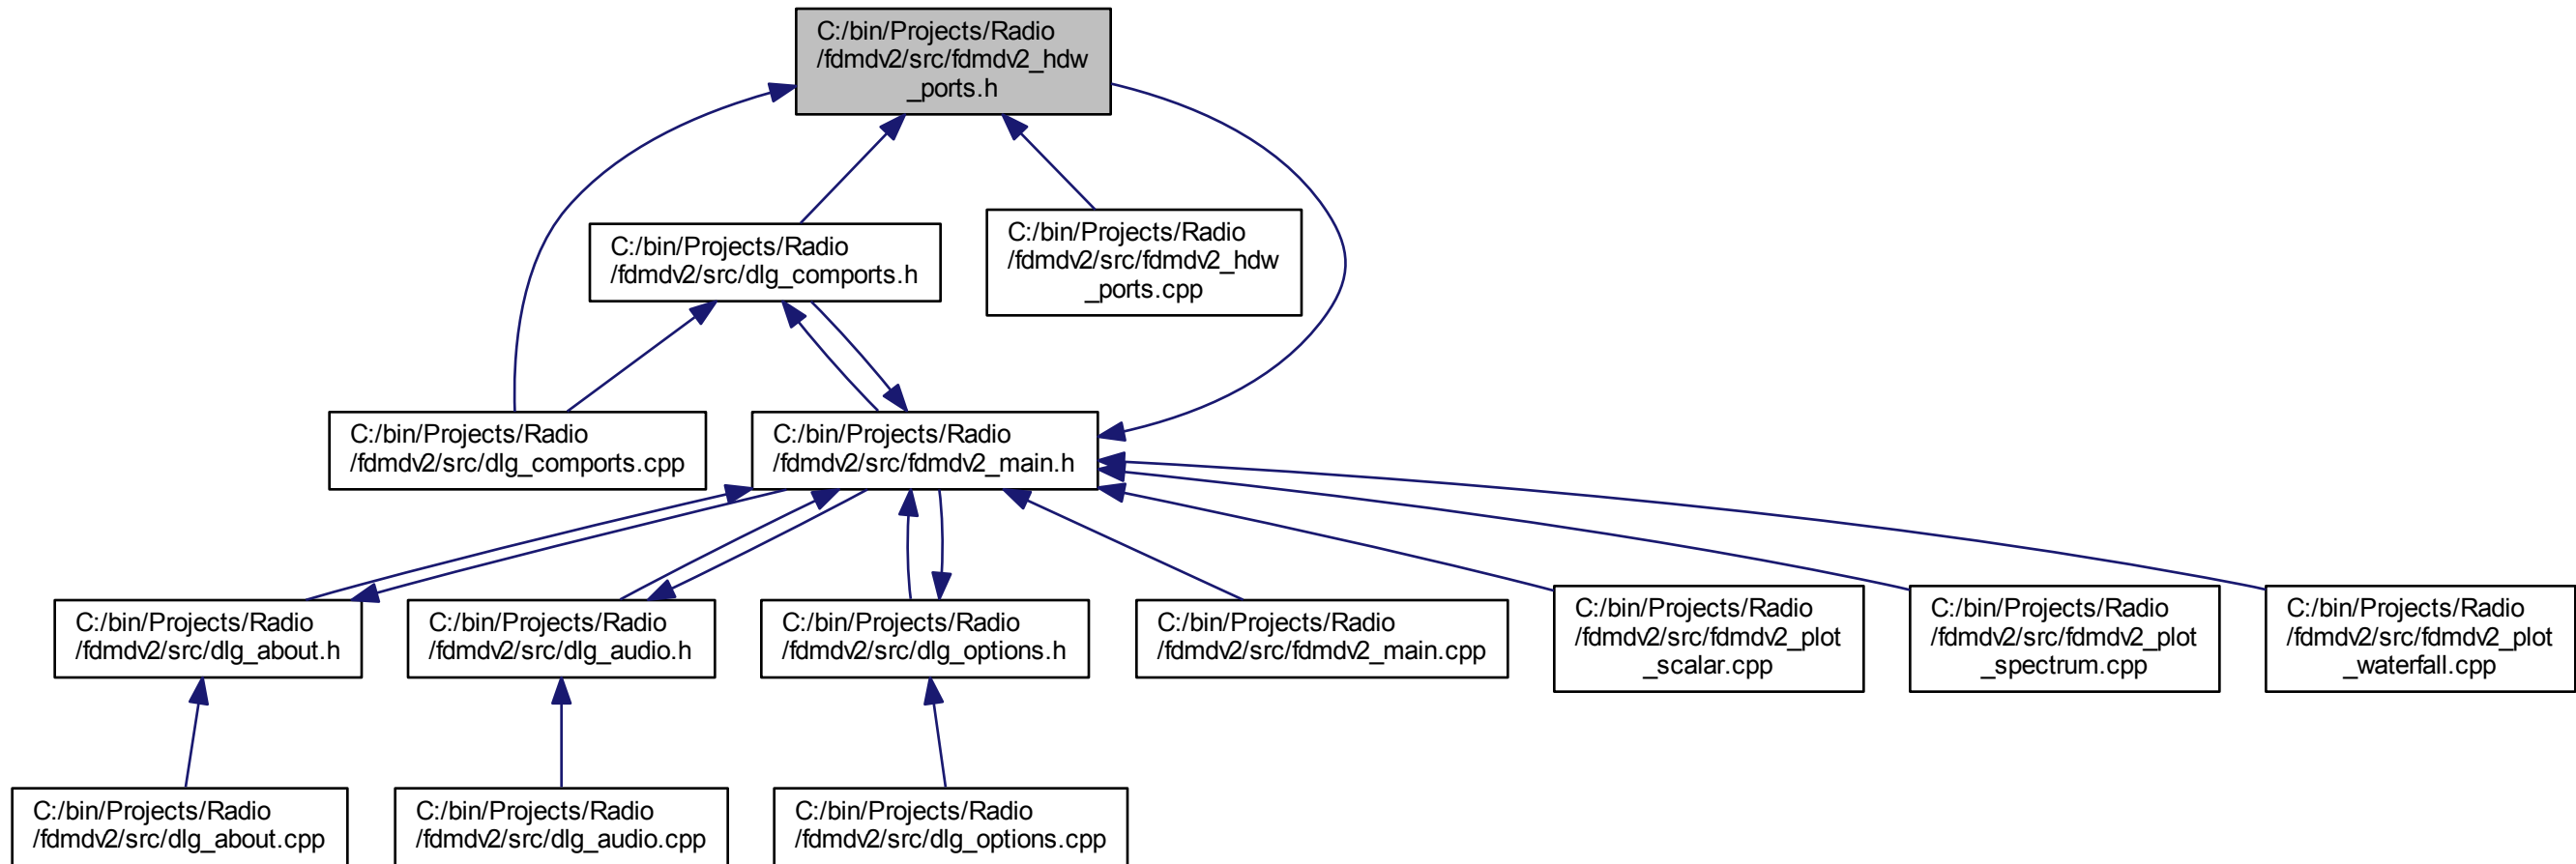 C:/bin/Projects/Radio
/fdmdv2/src/fdmdv2_hdw
_ports.h
C:/bin/Projects/Radio
/fdmdv2/src/dlg_comports.h
C:/bin/Projects/Radio
/fdmdv2/src/fdmdv2_hdw
_ports.cpp
C:/bin/Projects/Radio
/fdmdv2/src/dlg_comports.cpp
C:/bin/Projects/Radio
/fdmdv2/src/fdmdv2_main.h
C:/bin/Projects/Radio
/fdmdv2/src/dlg_about.h
C:/bin/Projects/Radio
/fdmdv2/src/dlg_audio.h
C:/bin/Projects/Radio
/fdmdv2/src/dlg_options.h
C:/bin/Projects/Radio
/fdmdv2/src/fdmdv2_main.cpp
C:/bin/Projects/Radio
/fdmdv2/src/fdmdv2_plot
_scalar.cpp
C:/bin/Projects/Radio
/fdmdv2/src/fdmdv2_plot
_spectrum.cpp
C:/bin/Projects/Radio
/fdmdv2/src/fdmdv2_plot
_waterfall.cpp
C:/bin/Projects/Radio
/fdmdv2/src/dlg_about.cpp
C:/bin/Projects/Radio
/fdmdv2/src/dlg_audio.cpp
C:/bin/Projects/Radio
/fdmdv2/src/dlg_options.cpp